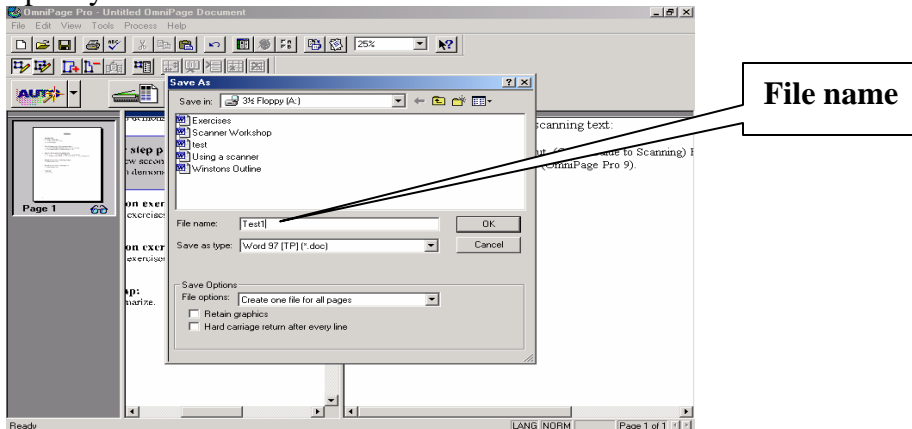 OmniPage Pro - Untitled OmniPage Document
File Edit View Tools Process Help
25%
AUTO
Save As
Save in: 3½ Floppy (A:)
Exercises
Scanner Workshop
test
Using a scanner
Winstons Outline
File name: Test1 OK
Save as type: Word 97 [TP] (*.doc) Cancel
Save Options
File options: Create one file for all pages
Retain graphics
Hard carriage return after every line
File name
scanning text:
to Scanning)
(OmniPage Pro 9).
Page 1
step p
on exer
exercises
on exer
exercise
Ready LANG NORM Page 1 of 1